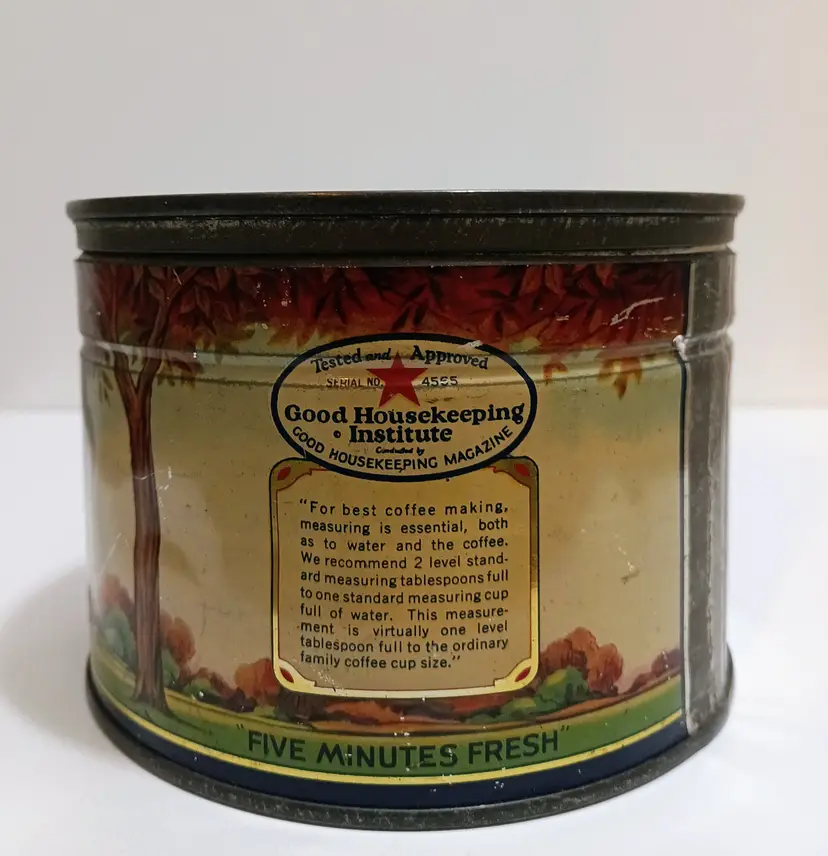 Tested and Approved
SERIAL NO. 4555
Good Housekeeping
Institute
Conducted by
GOOD HOUSEKEEPING MAGAZINE
"For best coffee making,
measuring is essential, both
as to water and the coffee.
We recommend 2 level stand-
ard measuring tablespoons full
to one standard measuring cup
full of water. This measure-
ment is virtually one level
tablespoon full to the ordinary
family coffee cup size."
"FIVE MINUTES FRESH"